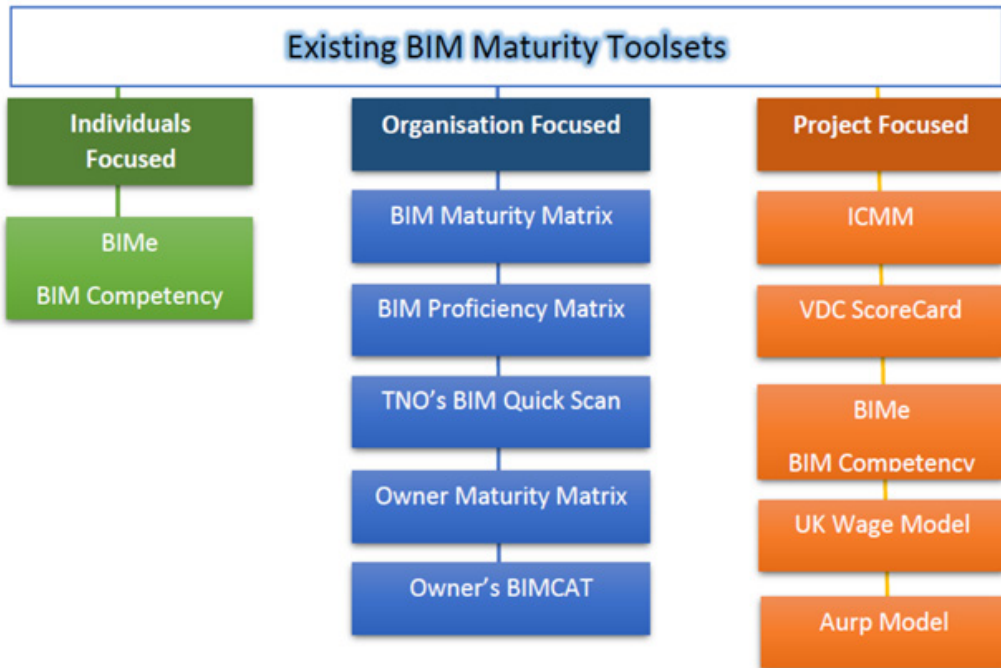 Existing BIM Maturity Toolsets
Individuals
Focused
BIMe
BIM Competency
Organisation Focused
BIM Maturity Matrix
BIM Proficiency Matrix
TNO's BIM Quick Scan
Owner Maturity Matrix
Owner's BIMCAT
Project Focused
ICMM
VDC ScoreCard
BIMe
BIM Competency
UK Wage Model
Aurp Model